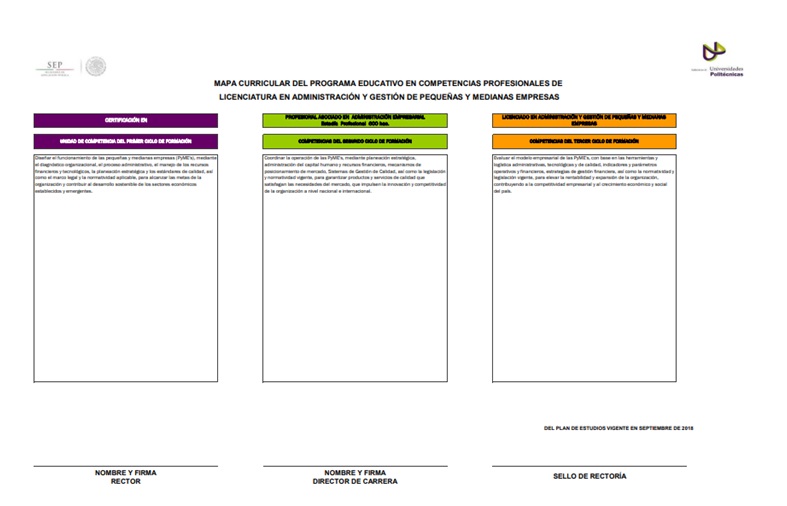 SEP
Universidades
Politécnicas
MAPA CURRICULAR DEL PROGRAMA EDUCATIVO EN COMPETENCIAS PROFESIONALES DE
LICENCIATURA EN ADMINISTRACIÓN Y GESTIÓN DE PEQUEÑAS Y MEDIANAS EMPRESAS
CERTIFICACIÓN EN
UNIDAD DE COMPETENCIA DEL PRIMER CICLO DE FORMACIÓN
Diseñar el funcionamiento de las pequeñas y medianas empresas (PyME's), mediante
el diagnóstico organizacional, el proceso administrativo, el manejo de los recursos
financieros y tecnológicos, la planeación estratégica y los estándares de calidad, así
como el marco legal y la normatividad aplicable, para alcanzar las metas de la
organización y contribuir al desarrollo sostenible de los sectores económicos
establecidos y emergentes.
PROFESIONAL ASOCIADO EN ADMINISTRACIÓN EMPRESARIAL
Estadía Profesional 600 hrs.
COMPETENCIAS DEL SEGUNDO CICLO DE FORMACIÓN
Coordinar la operación de las PyME's, mediante planeación estratégica,
administración del capital humano y recursos financieros, mecanismos de
posicionamiento de mercado, Sistemas de Gestión de Calidad, así como la legislación
y normatividad vigente, para garantizar productos y servicios de calidad que
satisfagan las necesidades del mercado, que impulsen la innovación y competitividad
de la organización a nivel nacional e internacional.
LICENCIADO EN ADMINISTRACIÓN Y GESTIÓN DE PEQUEÑAS Y MEDIANAS
EMPRESAS
COMPETENCIAS DEL TERCER CICLO DE FORMACIÓN
Evaluar el modelo empresarial de las PyME's, con base en las herramientas y
logística administrativas, tecnológicas y de calidad, indicadores y parámetros
operativos y financieros, estrategias de gestión financiera, así como la normatividad y
legislación vigente, para elevar la rentabilidad y expansión de la organización,
contribuyendo a la competitividad empresarial y al crecimiento económico y social
del país.
DEL PLAN DE ESTUDIOS VIGENTE EN SEPTIEMBRE DE 2018
NOMBRE Y FIRMA
RECTOR
NOMBRE Y FIRMA
DIRECTOR DE CARRERA
SELLO DE RECTORÍA